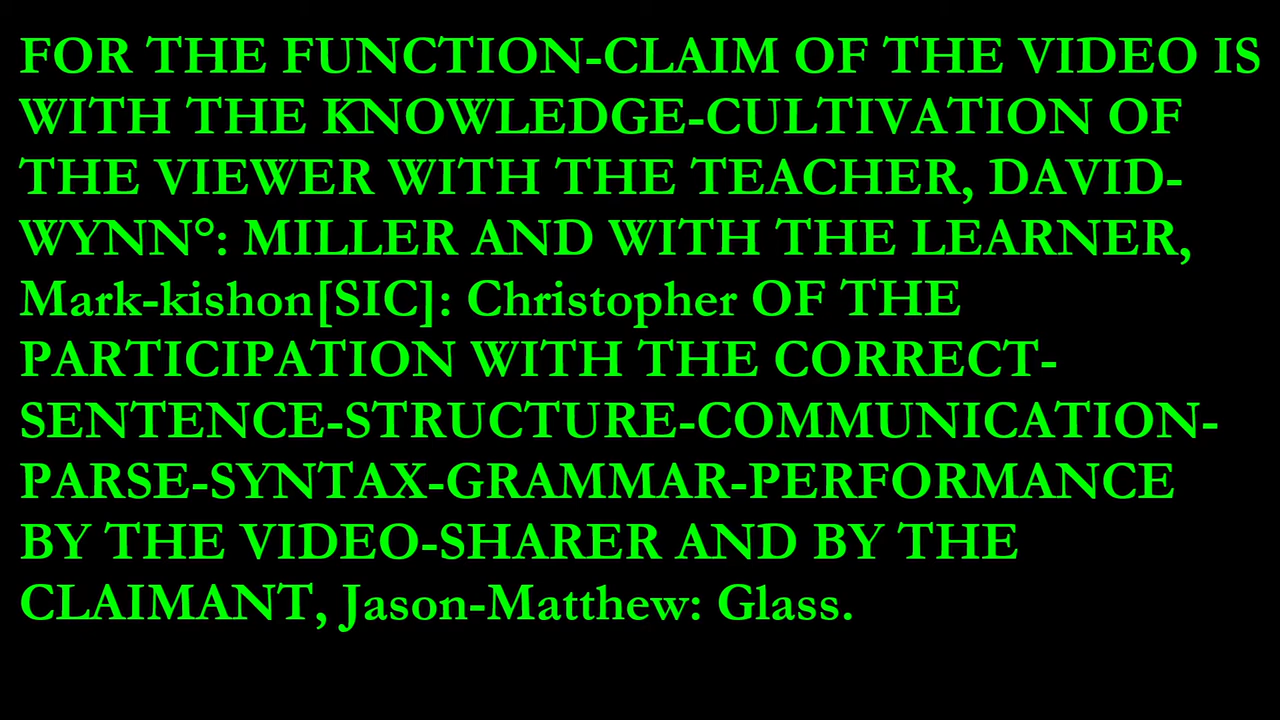 FOR THE FUNCTION-CLAIM OF THE VIDEO IS
WITH THE KNOWLEDGE-CULTIVATION OF
THE VIEWER WITH THE TEACHER, DAVID-
WYNN°: MILLER AND WITH THE LEARNER,
Mark-kishon[SIC]: Christopher OF THE
PARTICIPATION WITH THE CORRECT-
SENTENCE-STRUCTURE-COMMUNICATION-
PARSE-SYNTAX-GRAMMAR-PERFORMANCE
BY THE VIDEO-SHARER AND BY THE
CLAIMANT, Jason-Matthew: Glass.